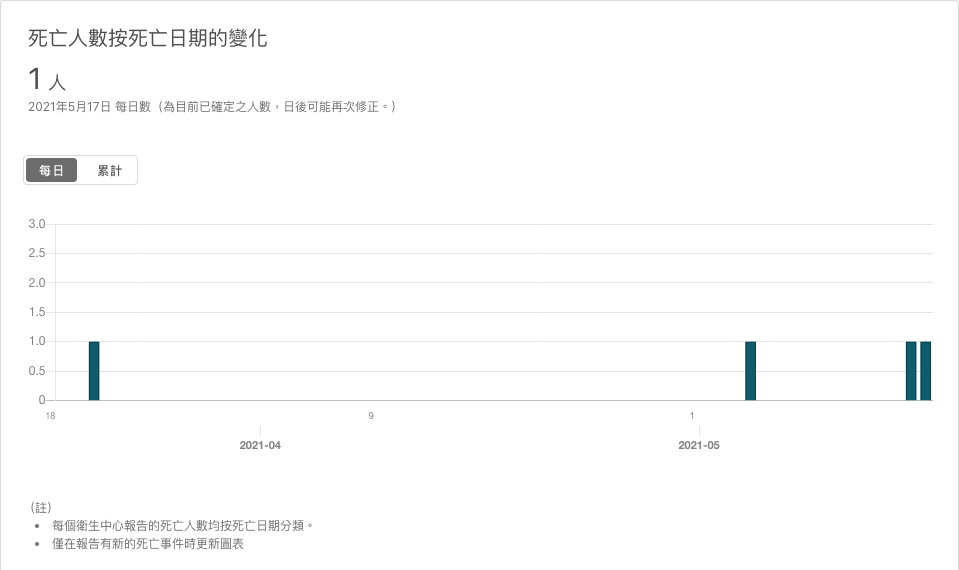 死亡人數按死亡日期的變化
1 人
2021年5月17日 每日數（為目前已確定之人數，日後可能再次修正。）
每日 累計
3.0
2.5
2.0
1.5
1.0
0.5
0
18 9 1
2021-04 2021-05
（註）
• 每個衛生中心報告的死亡人數均按死亡日期分類。
• 僅在報告有新的死亡事件時更新圖表